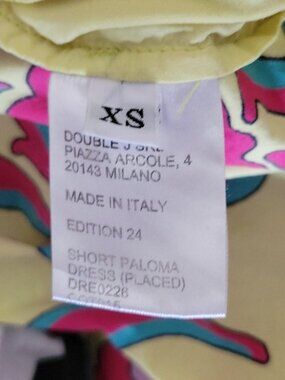 XS
DOUBLE J SRL
PIAZZA ARCOLE, 4
20143 MILANO
MADE IN ITALY
EDITION 24
SHORT PALOMA
DRESS (PLACED)
DRE0226